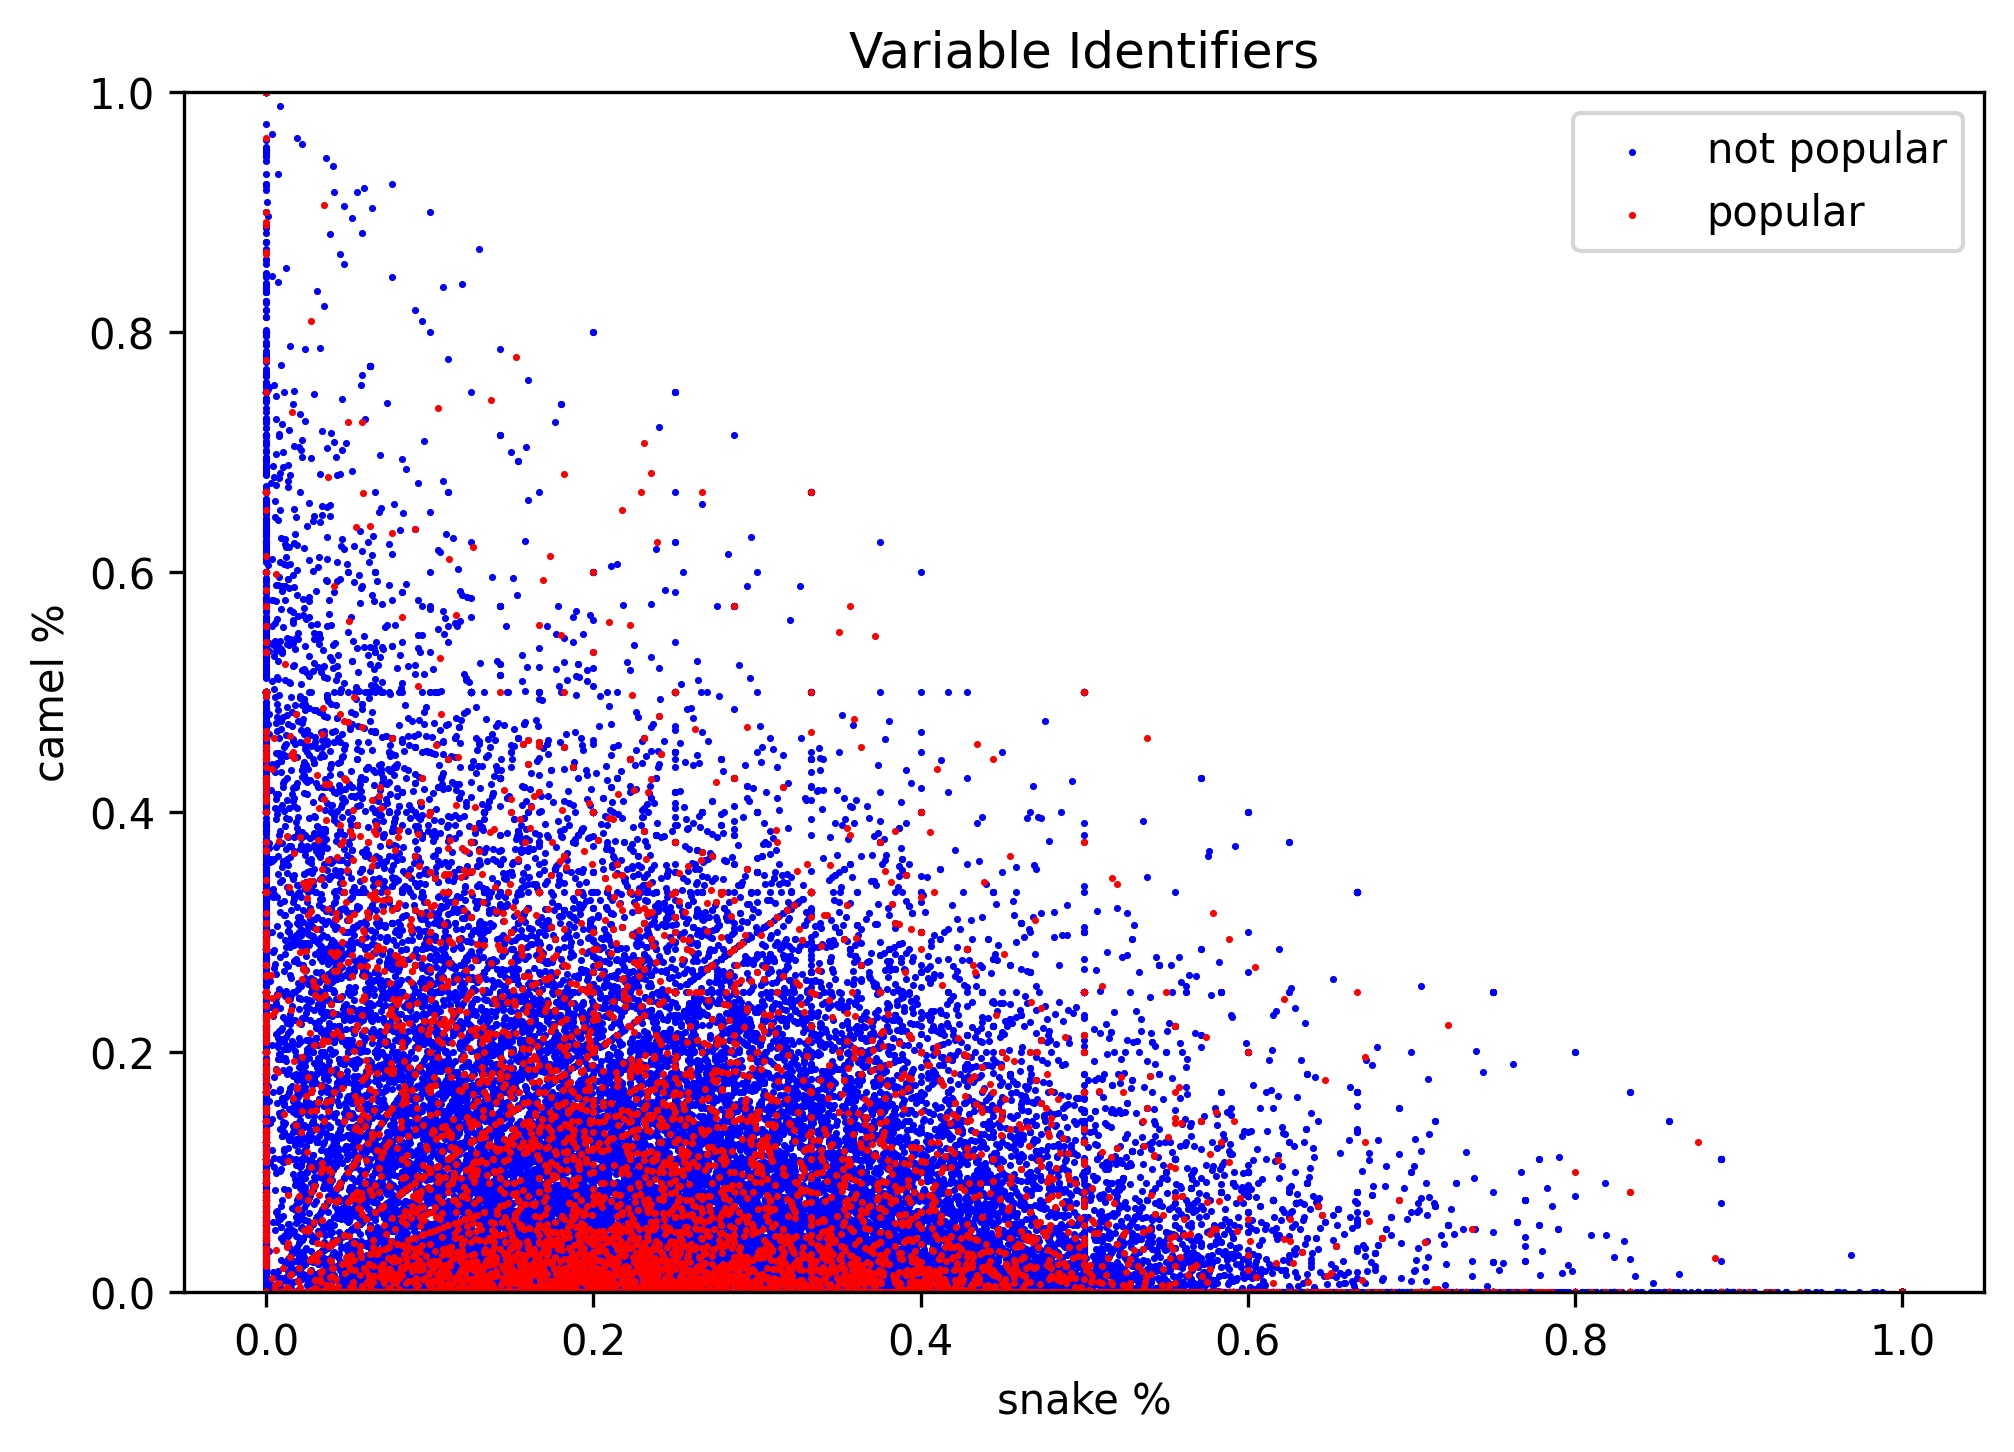 Variable Identifiers
not popular
popular
camel %
1.0
0.8
0.6
0.4
0.2
0.0
0.0 0.2 0.4 0.6 0.8 1.0
snake %